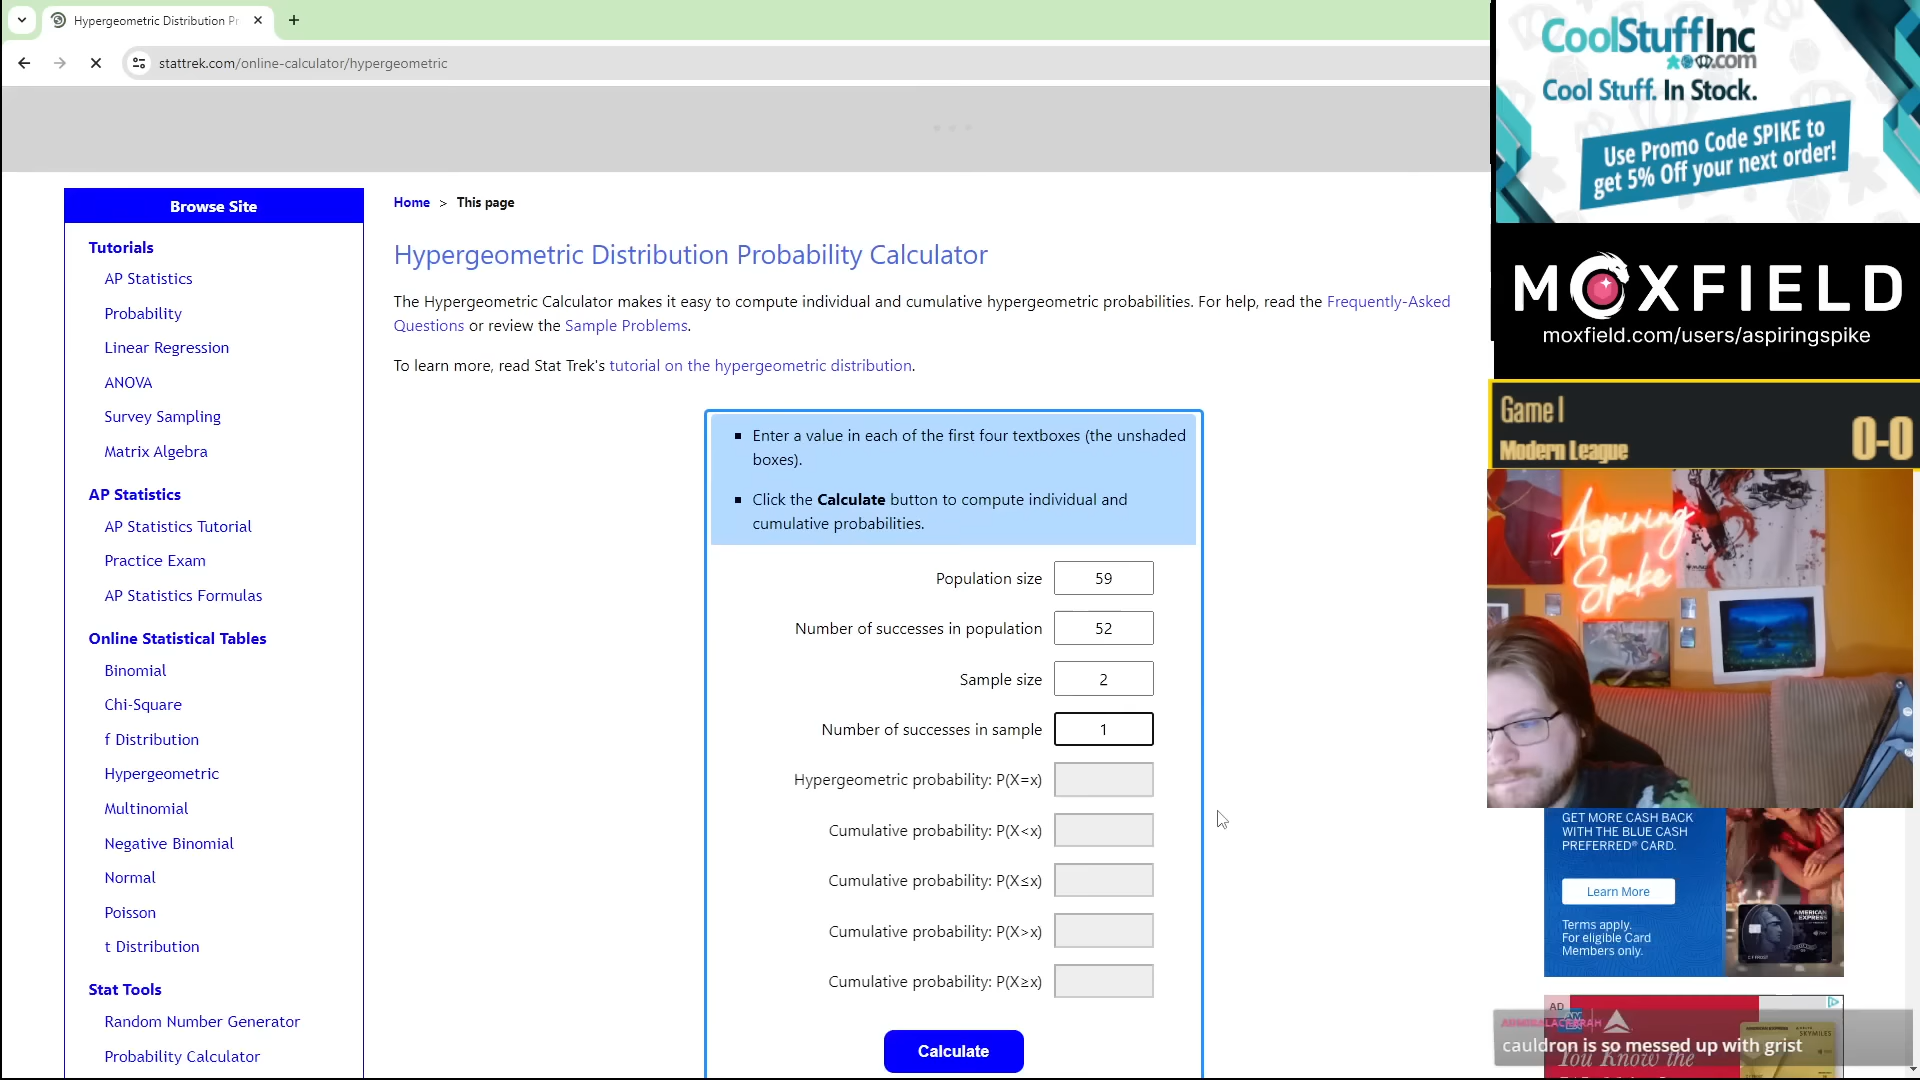 Hypergeometric Distribution Pr
stattrek.com/online-calculator/hypergeometric
Browse Site
Tutorials
AP Statistics
Probability
Linear Regression
ANOVA
Survey Sampling
Matrix Algebra
AP Statistics
AP Statistics Tutorial
Practice Exam
AP Statistics Formulas
Online Statistical Tables
Binomial
Chi-Square
f Distribution
Hypergeometric
Multinomial
Negative Binomial
Normal
Poisson
t Distribution
Stat Tools
Random Number Generator
Probability Calculator
Home > This page
Hypergeometric Distribution Probability Calculator
The Hypergeometric Calculator makes it easy to compute individual and cumulative hypergeometric probabilities. For help, read the Frequently-Asked
Questions or review the Sample Problems.
To learn more, read Stat Trek's tutorial on the hypergeometric distribution.
Enter a value in each of the first four textboxes (the unshaded
boxes).
Click the Calculate button to compute individual and
cumulative probabilities.
Population size 59
Number of successes in population 52
Sample size 2
Number of successes in sample 1
Hypergeometric probability: P(X=x)
Cumulative probability: P(X<x)
Cumulative probability: P(X≤x)
Cumulative probability: P(X>x)
Cumulative probability: P(X≥x)
Calculate
CoolStuffInc
.com
Cool Stuff. In Stock.
Use Promo Code SPIKE to
get 5% Off your next order!
MOXFIELD
moxfield.com/users/aspiringspike
Game 1
Modern League
0-0
Aspiring
Spike
GET MORE CASH BACK
WITH THE BLUE CASH
PREFERRED® CARD.
Learn More
Terms apply.
For eligible Card
Members only.
AMERICAN
EXPRESS
AD
cauldron is so messed up with grist
You Know the